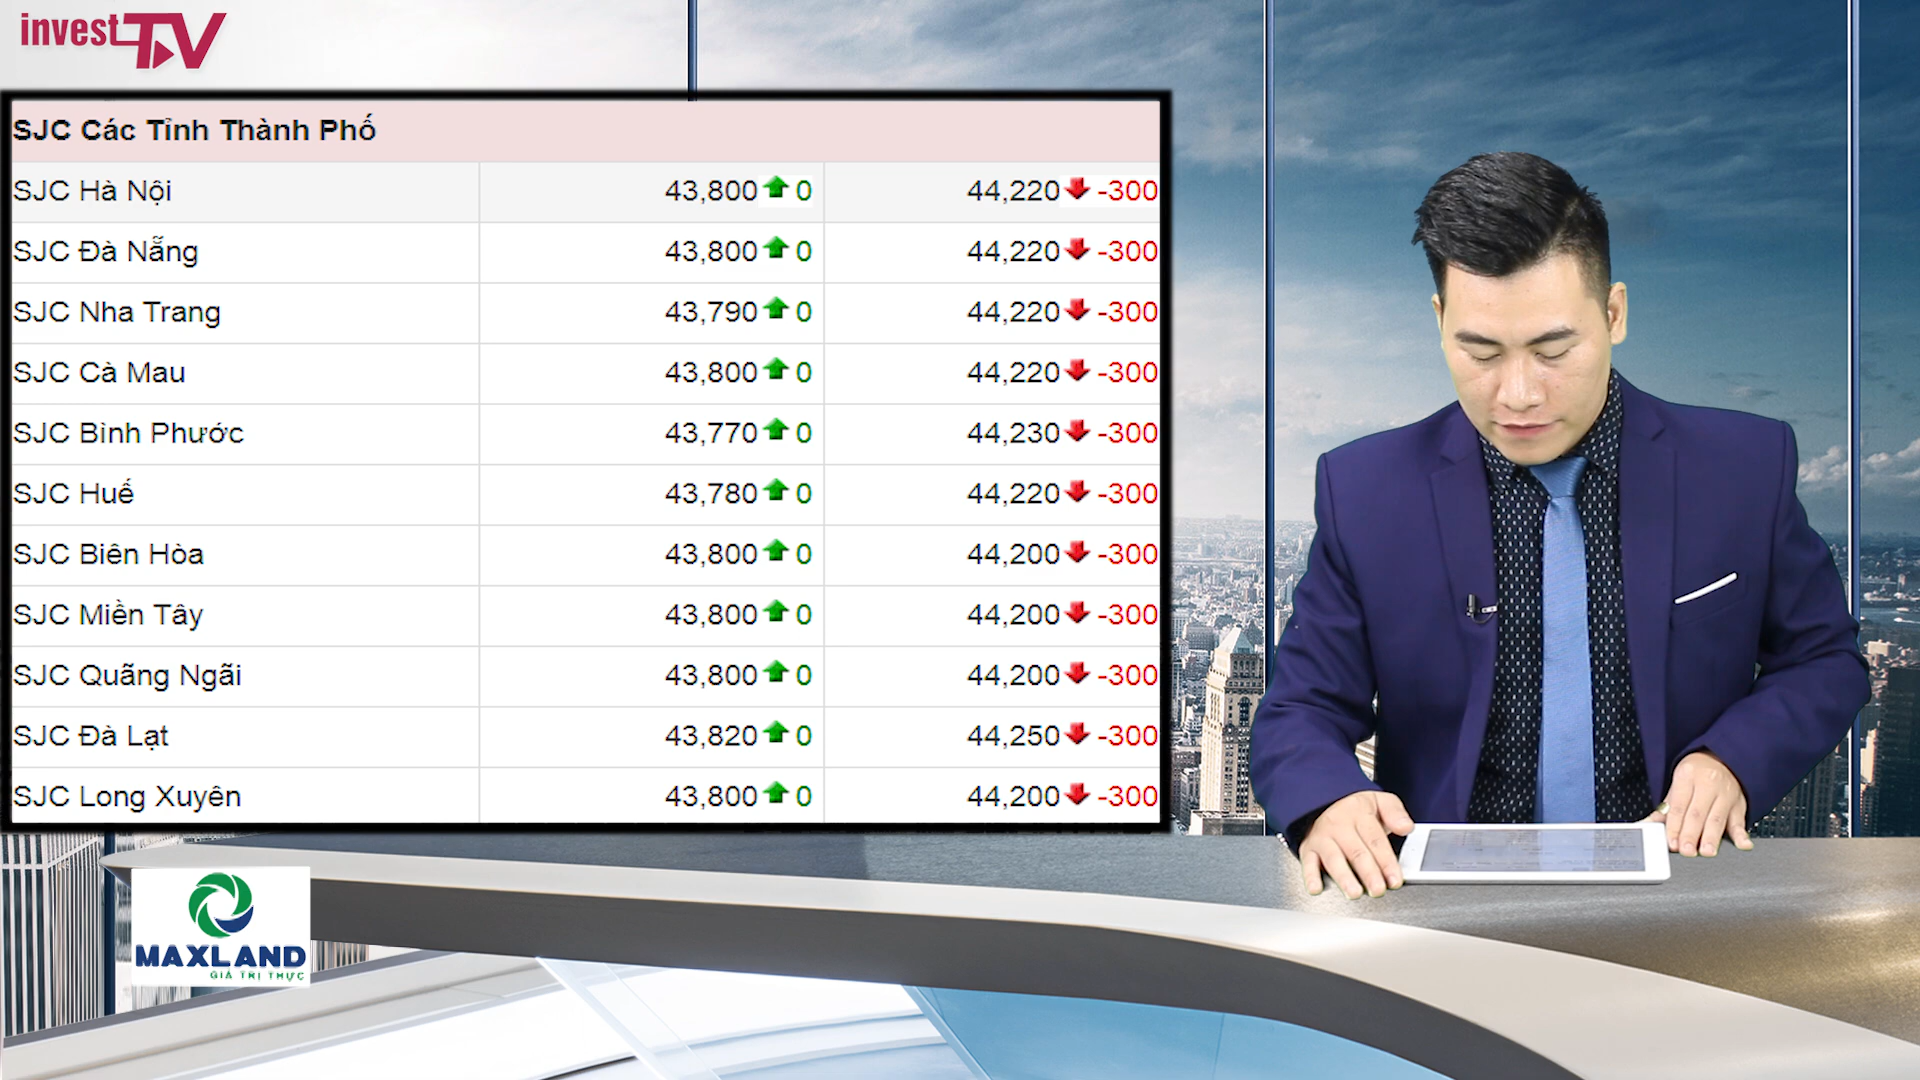 investTV
SJC Các Tỉnh Thành Phố
SJC Hà Nội 43,800 0 44,220 -300
SJC Đà Nẵng 43,800 0 44,220 -300
SJC Nha Trang 43,790 0 44,220 -300
SJC Cà Mau 43,800 0 44,220 -300
SJC Bình Phước 43,770 0 44,230 -300
SJC Huế 43,780 0 44,220 -300
SJC Biên Hòa 43,800 0 44,200 -300
SJC Miền Tây 43,800 0 44,200 -300
SJC Quãng Ngãi 43,800 0 44,200 -300
SJC Đà Lạt 43,820 0 44,250 -300
SJC Long Xuyên 43,800 0 44,200 -300
MAXLAND
GIÁ TRỊ THỰC